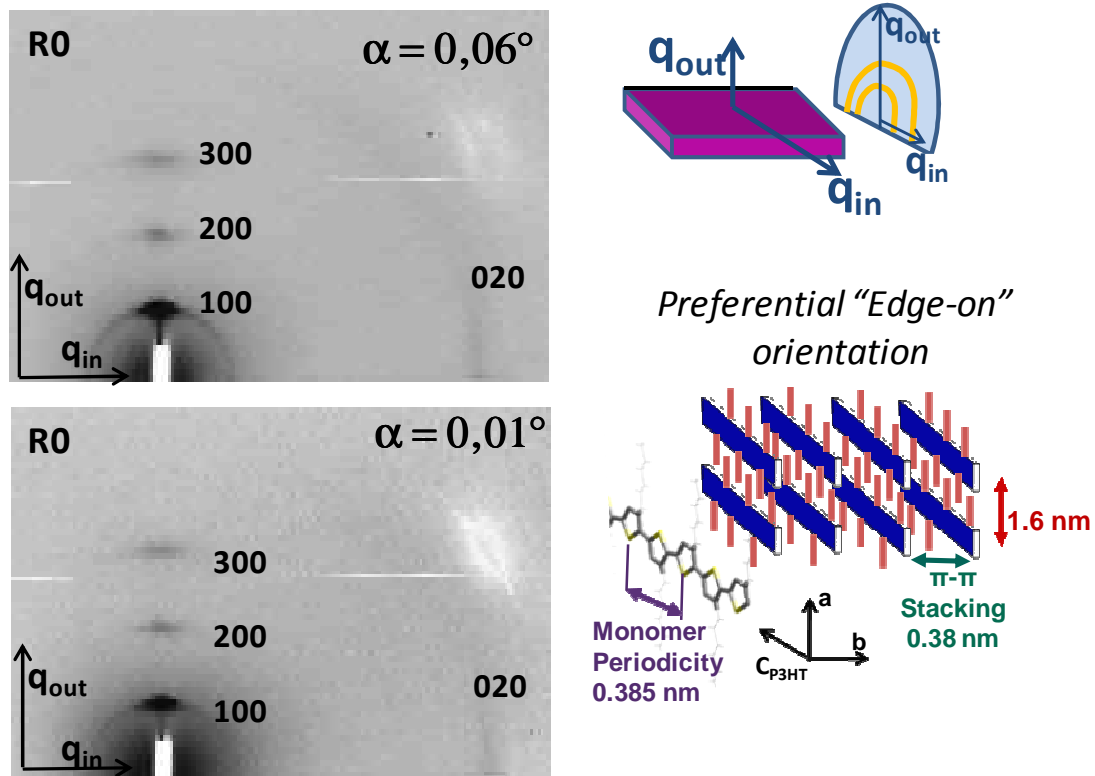 R0
α = 0,06°
300
200
100
020
q_out
q_in
R0
α = 0,01°
300
200
100
020
q_out
q_in
q_out
q_in
q_out
q_in
Preferential “Edge-on”
orientation
1.6 nm
π-π
Stacking
0.38 nm
Monomer
Periodicity
0.385 nm
a
b
C_P3HT